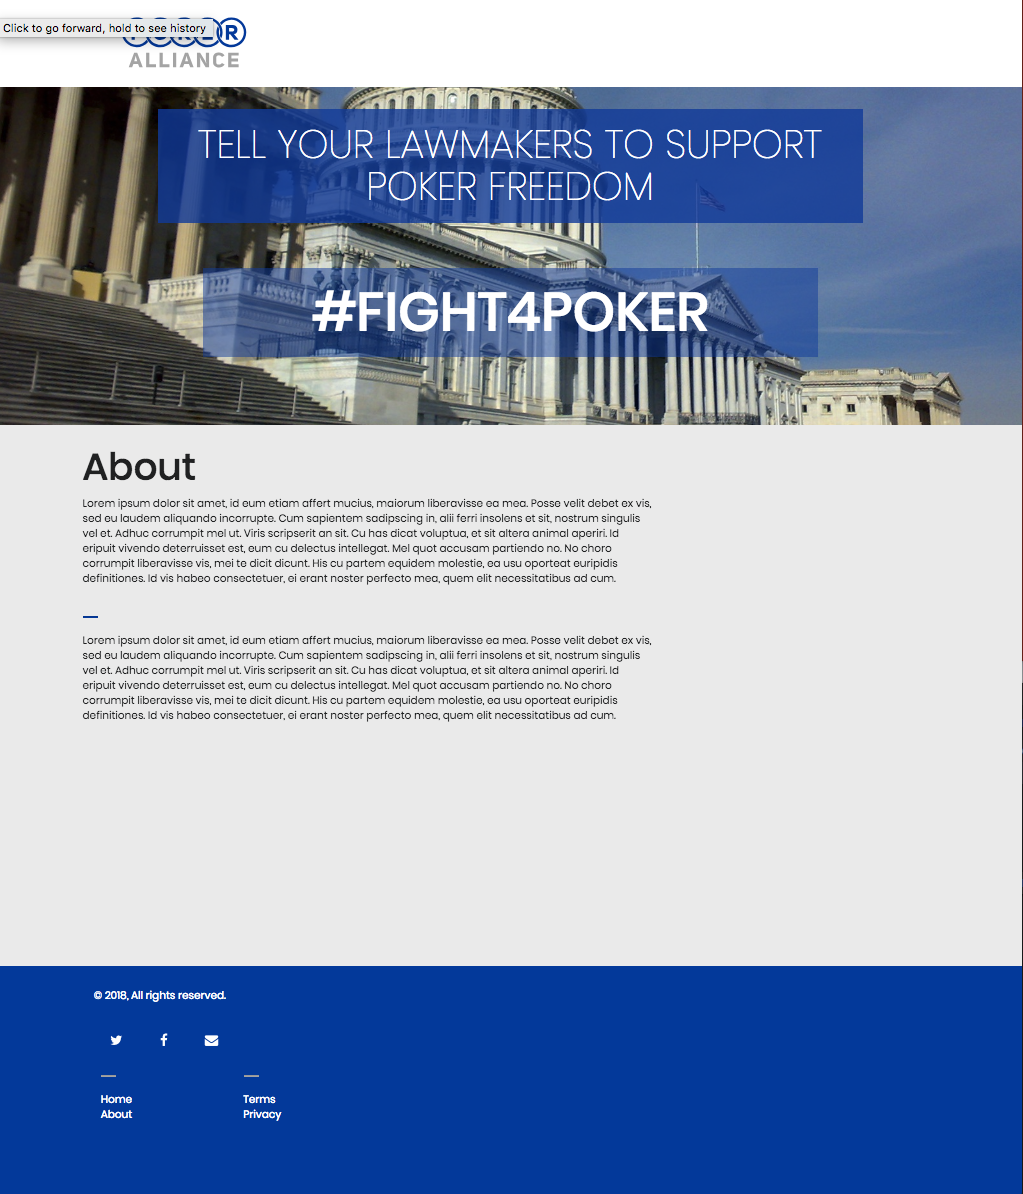 Click to go forward, hold to see history
POKER
ALLIANCE
TELL YOUR LAWMAKERS TO SUPPORT
POKER FREEDOM
#FIGHT4POKER
About
Lorem ipsum dolor sit amet, id eum etiam affert mucius, maiorum liberavisse ea mea. Posse velit debet ex vis,
sed eu laudem aliquando incorrupte. Cum sapientem sadipscing in, alii ferri insolens et sit, nostrum singulis
vel et. Adhuc corrumpit mel ut. Viris scripserit an sit. Cu has dicat voluptua, et sit altera animal aperiri. Id
eripuit vivendo deterruisset est, eum cu delectus intellegat. Mel quot accusam partiendo no. No choro
corrumpit liberavisse vis, mei te dicit dicunt. His cu partem equidem molestie, ea usu oporteat euripidis
definitiones. Id vis habeo consectetuer, ei erant noster perfecto mea, quem elit necessitatibus ad cum.
Lorem ipsum dolor sit amet, id eum etiam affert mucius, maiorum liberavisse ea mea. Posse velit debet ex vis,
sed eu laudem aliquando incorrupte. Cum sapientem sadipscing in, alii ferri insolens et sit, nostrum singulis
vel et. Adhuc corrumpit mel ut. Viris scripserit an sit. Cu has dicat voluptua, et sit altera animal aperiri. Id
eripuit vivendo deterruisset est, eum cu delectus intellegat. Mel quot accusam partiendo no. No choro
corrumpit liberavisse vis, mei te dicit dicunt. His cu partem equidem molestie, ea usu oporteat euripidis
definitiones. Id vis habeo consectetuer, ei erant noster perfecto mea, quem elit necessitatibus ad cum.
© 2018, All rights reserved.
Home
About
Terms
Privacy